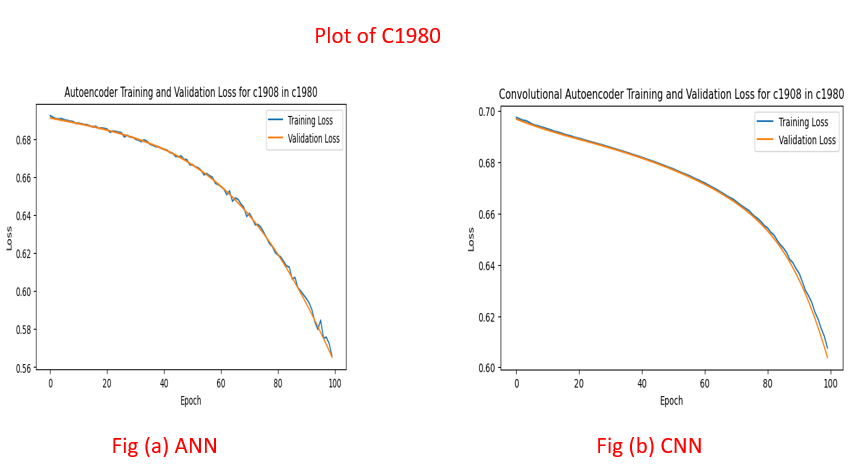 Plot of C1980
Autoencoder Training and Validation Loss for c1908 in c1980
Training Loss
Validation Loss
0.68
0.66
0.64
0.62
0.60
0.58
0.56
Loss
0 20 40 60 80 100
Epoch
Fig (a) ANN
Convolutional Autoencoder Training and Validation Loss for c1908 in c1980
Training Loss
Validation Loss
0.70
0.68
0.66
0.64
0.62
0.60
Loss
0 20 40 60 80 100
Epoch
Fig (b) CNN